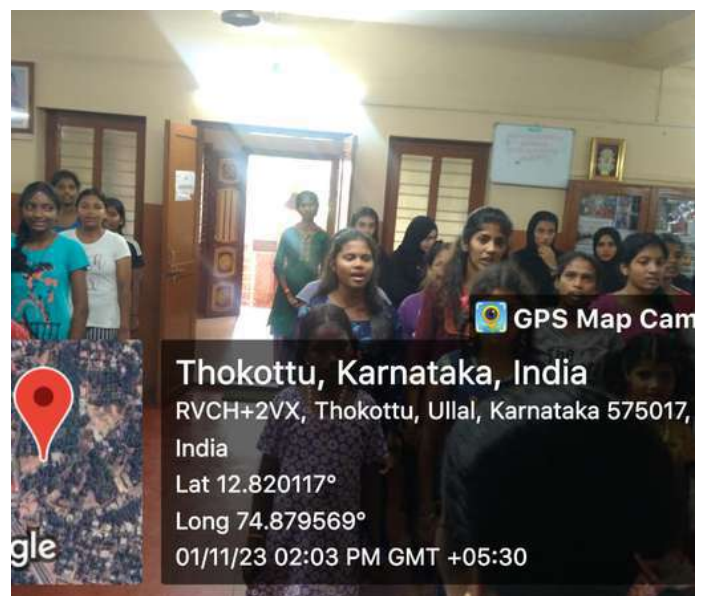 GPS Map Cam
Thokottu, Karnataka, India
RVCH+2VX, Thokottu, Ullal, Karnataka 575017,
India
Lat 12.820117°
Long 74.879569°
01/11/23 02:03 PM GMT +05:30
gle